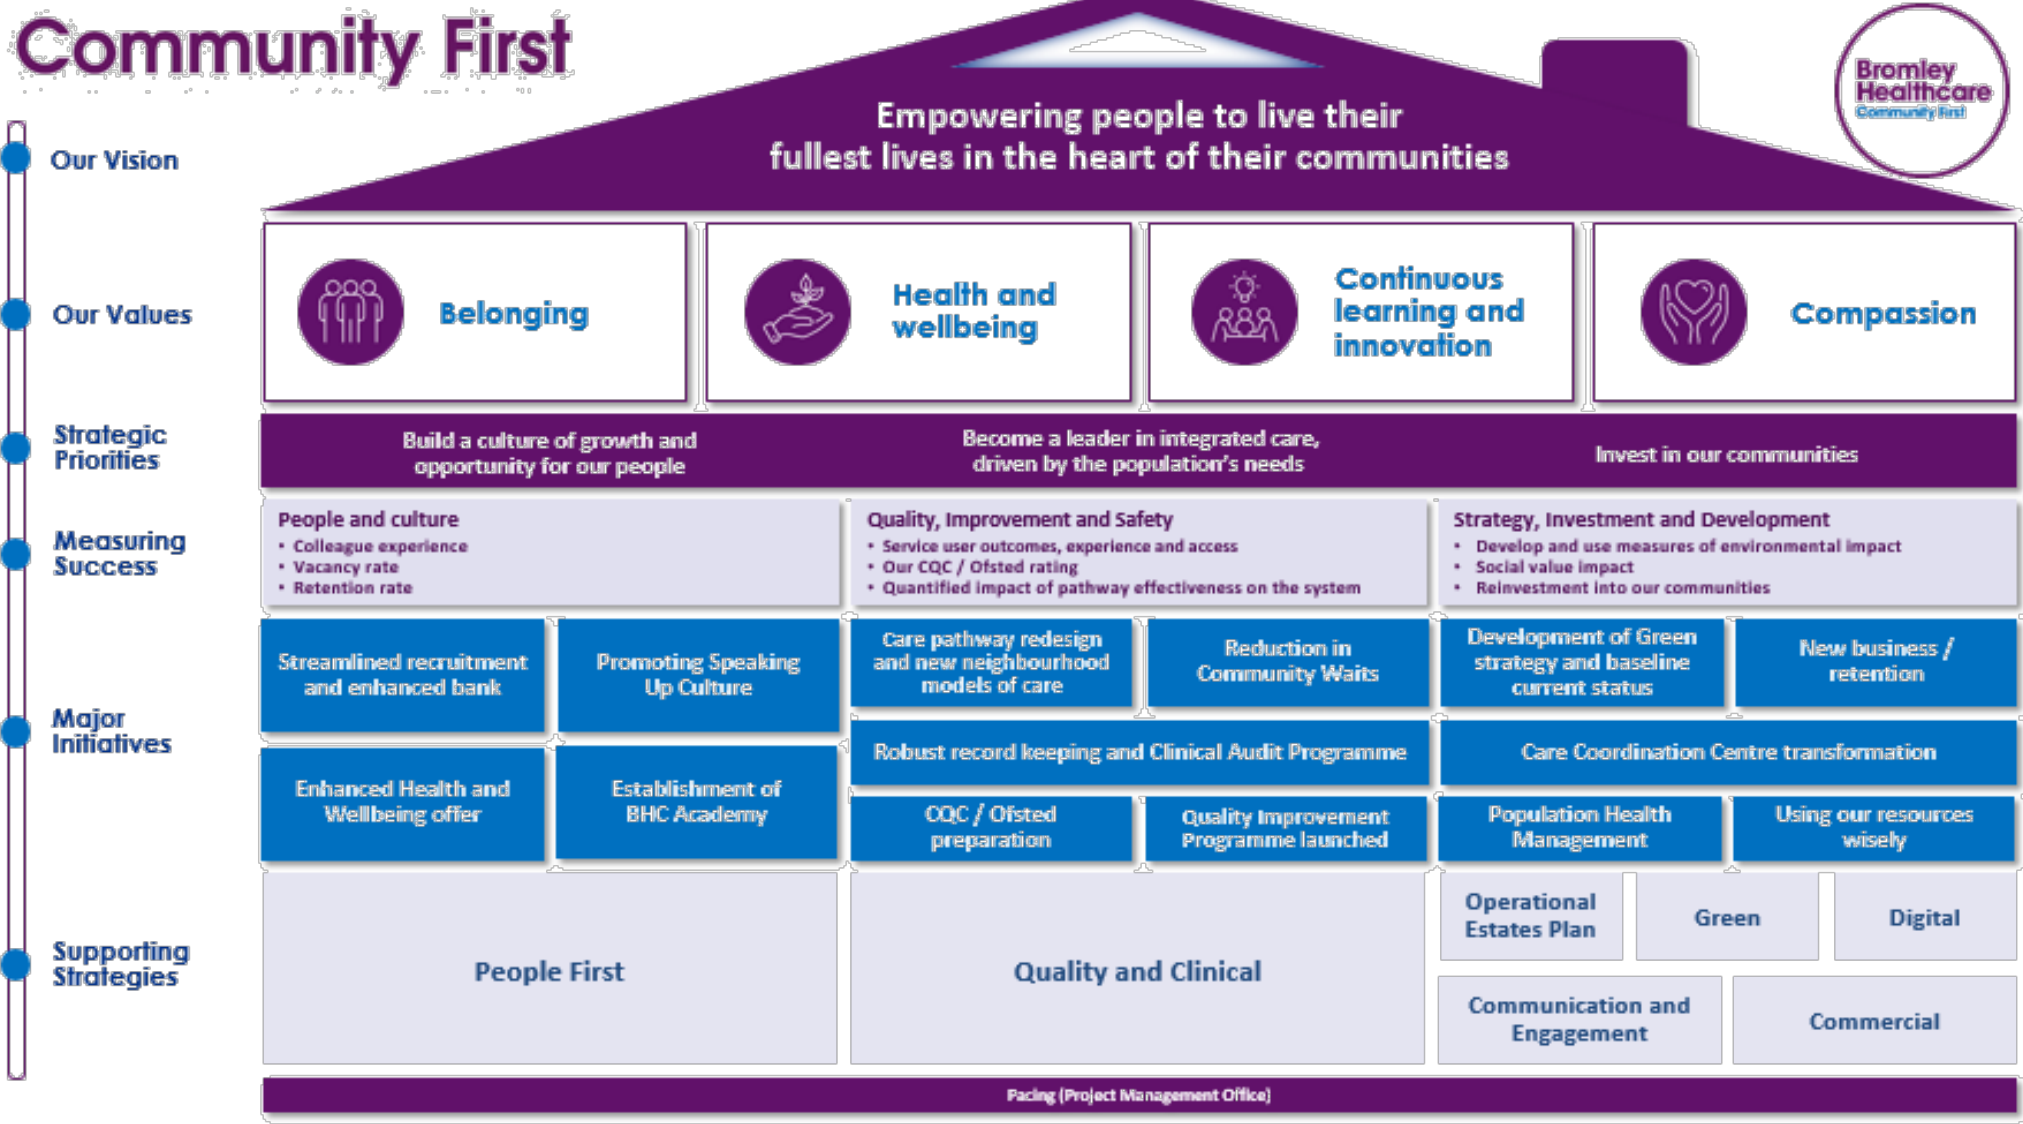 Community First
Bromley
Healthcare
Community First
Empowering people to live their
fullest lives in the heart of their communities
Our Vision
Our Values
Belonging
Health and
wellbeing
Continuous
learning and
innovation
Compassion
Strategic
Priorities
Build a culture of growth and
opportunity for our people
Become a leader in integrated care,
driven by the population's needs
Invest in our communities
Measuring
Success
People and culture
• Colleague experience
• Vacancy rate
• Retention rate
Quality, Improvement and Safety
• Service user outcomes, experience and access
• Our CQC / Ofsted rating
• Quantified impact of pathway effectiveness on the system
Strategy, Investment and Development
• Develop and use measures of environmental impact
• Social value impact
• Reinvestment into our communities
Major
Initiatives
Streamlined recruitment
and enhanced bank
Promoting Speaking
Up Culture
Enhanced Health and
Wellbeing offer
Establishment of
BHC Academy
Care pathway redesign
and new neighbourhood
models of care
Reduction in
Community Waits
Robust record keeping and Clinical Audit Programme
CQC / Ofsted
preparation
Quality Improvement
Programme launched
Development of Green
strategy and baseline
current status
New business /
retention
Care Coordination Centre transformation
Population Health
Management
Using our resources
wisely
Supporting
Strategies
People First
Quality and Clinical
Operational
Estates Plan
Green
Digital
Communication and
Engagement
Commercial
Pacing (Project Management Office)